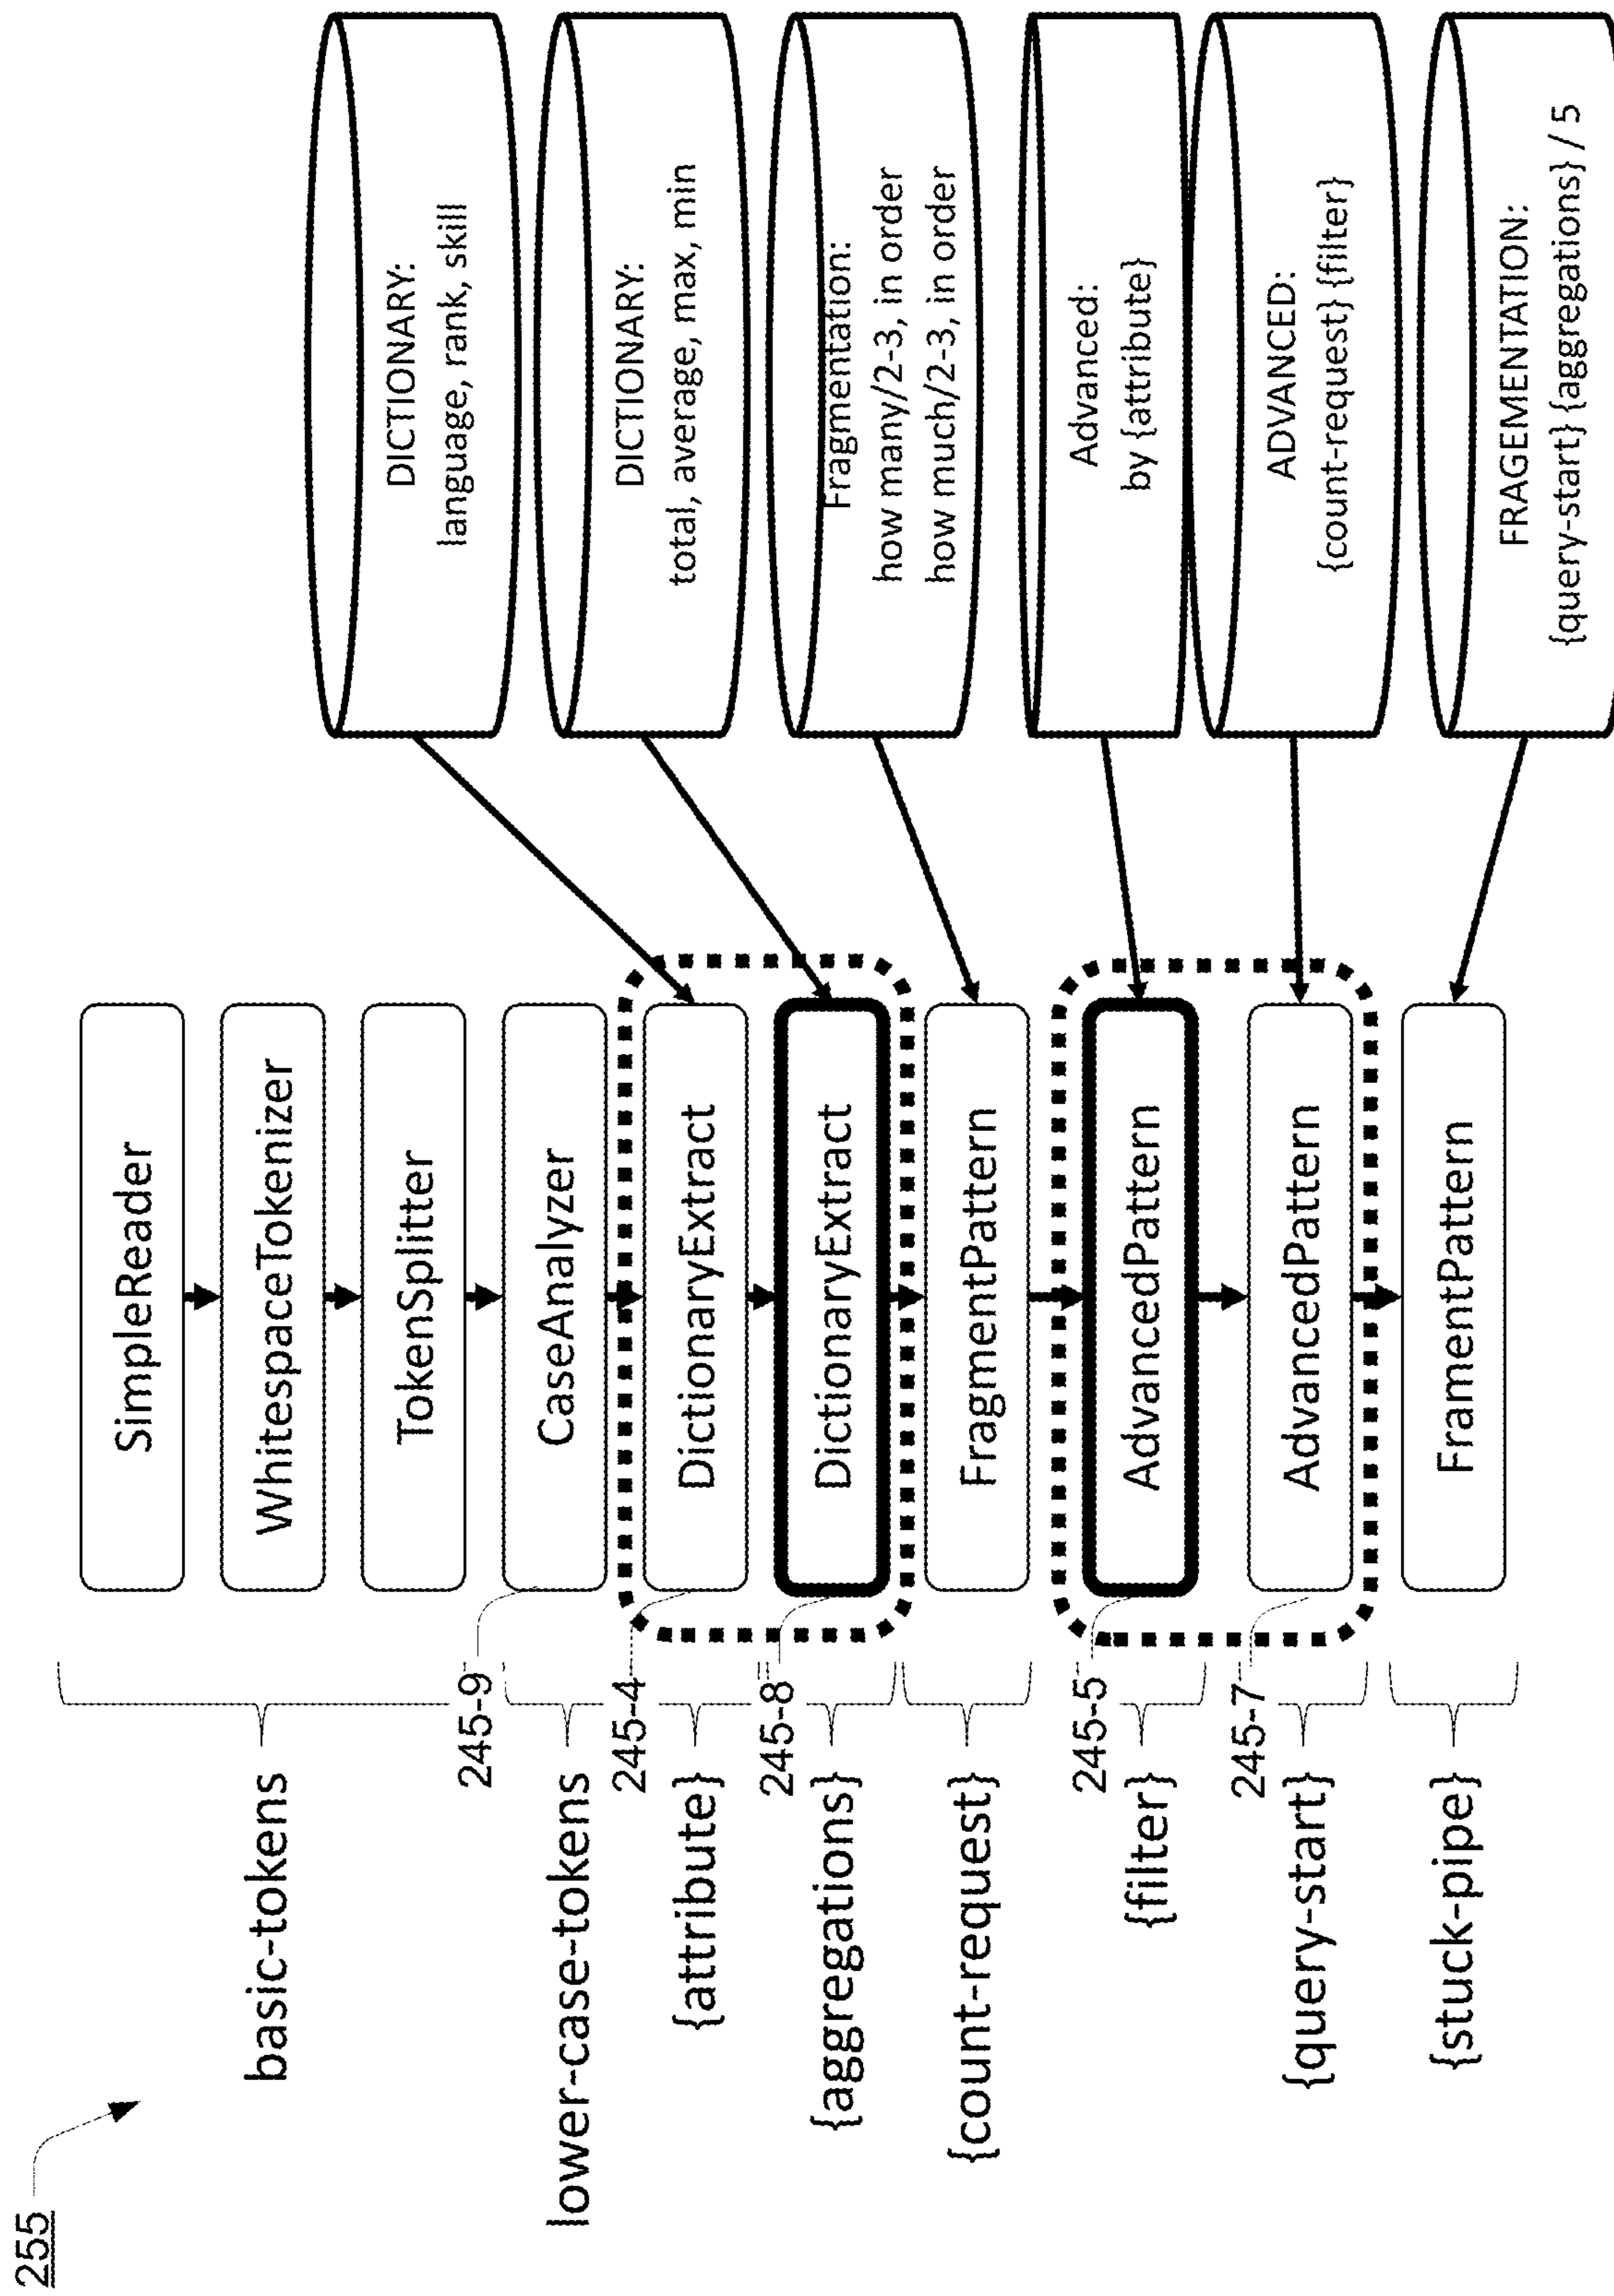 255
basic-tokens
245-9
lower-case-tokens
245-4
{attribute}
245-8
{aggregations}
{count-request}
245-5
{filter}
245-7
{query-start}
{stuck-pipe}
SimpleReader
WhitespaceTokenizer
TokenSplitter
CaseAnalyzer
DictionaryExtract
DictionaryExtract
FragmentPattern
AdvancedPattern
AdvancedPattern
FramentPattern
DICTIONARY:
language, rank, skill
DICTIONARY:
total, average, max, min
Fragmentation:
how many/2-3, in order
how much/2-3, in order
Advanced:
by {attribute}
ADVANCED:
{count-request} {filter}
FRAGEMENTATION:
{query-start} {aggregations} / 5